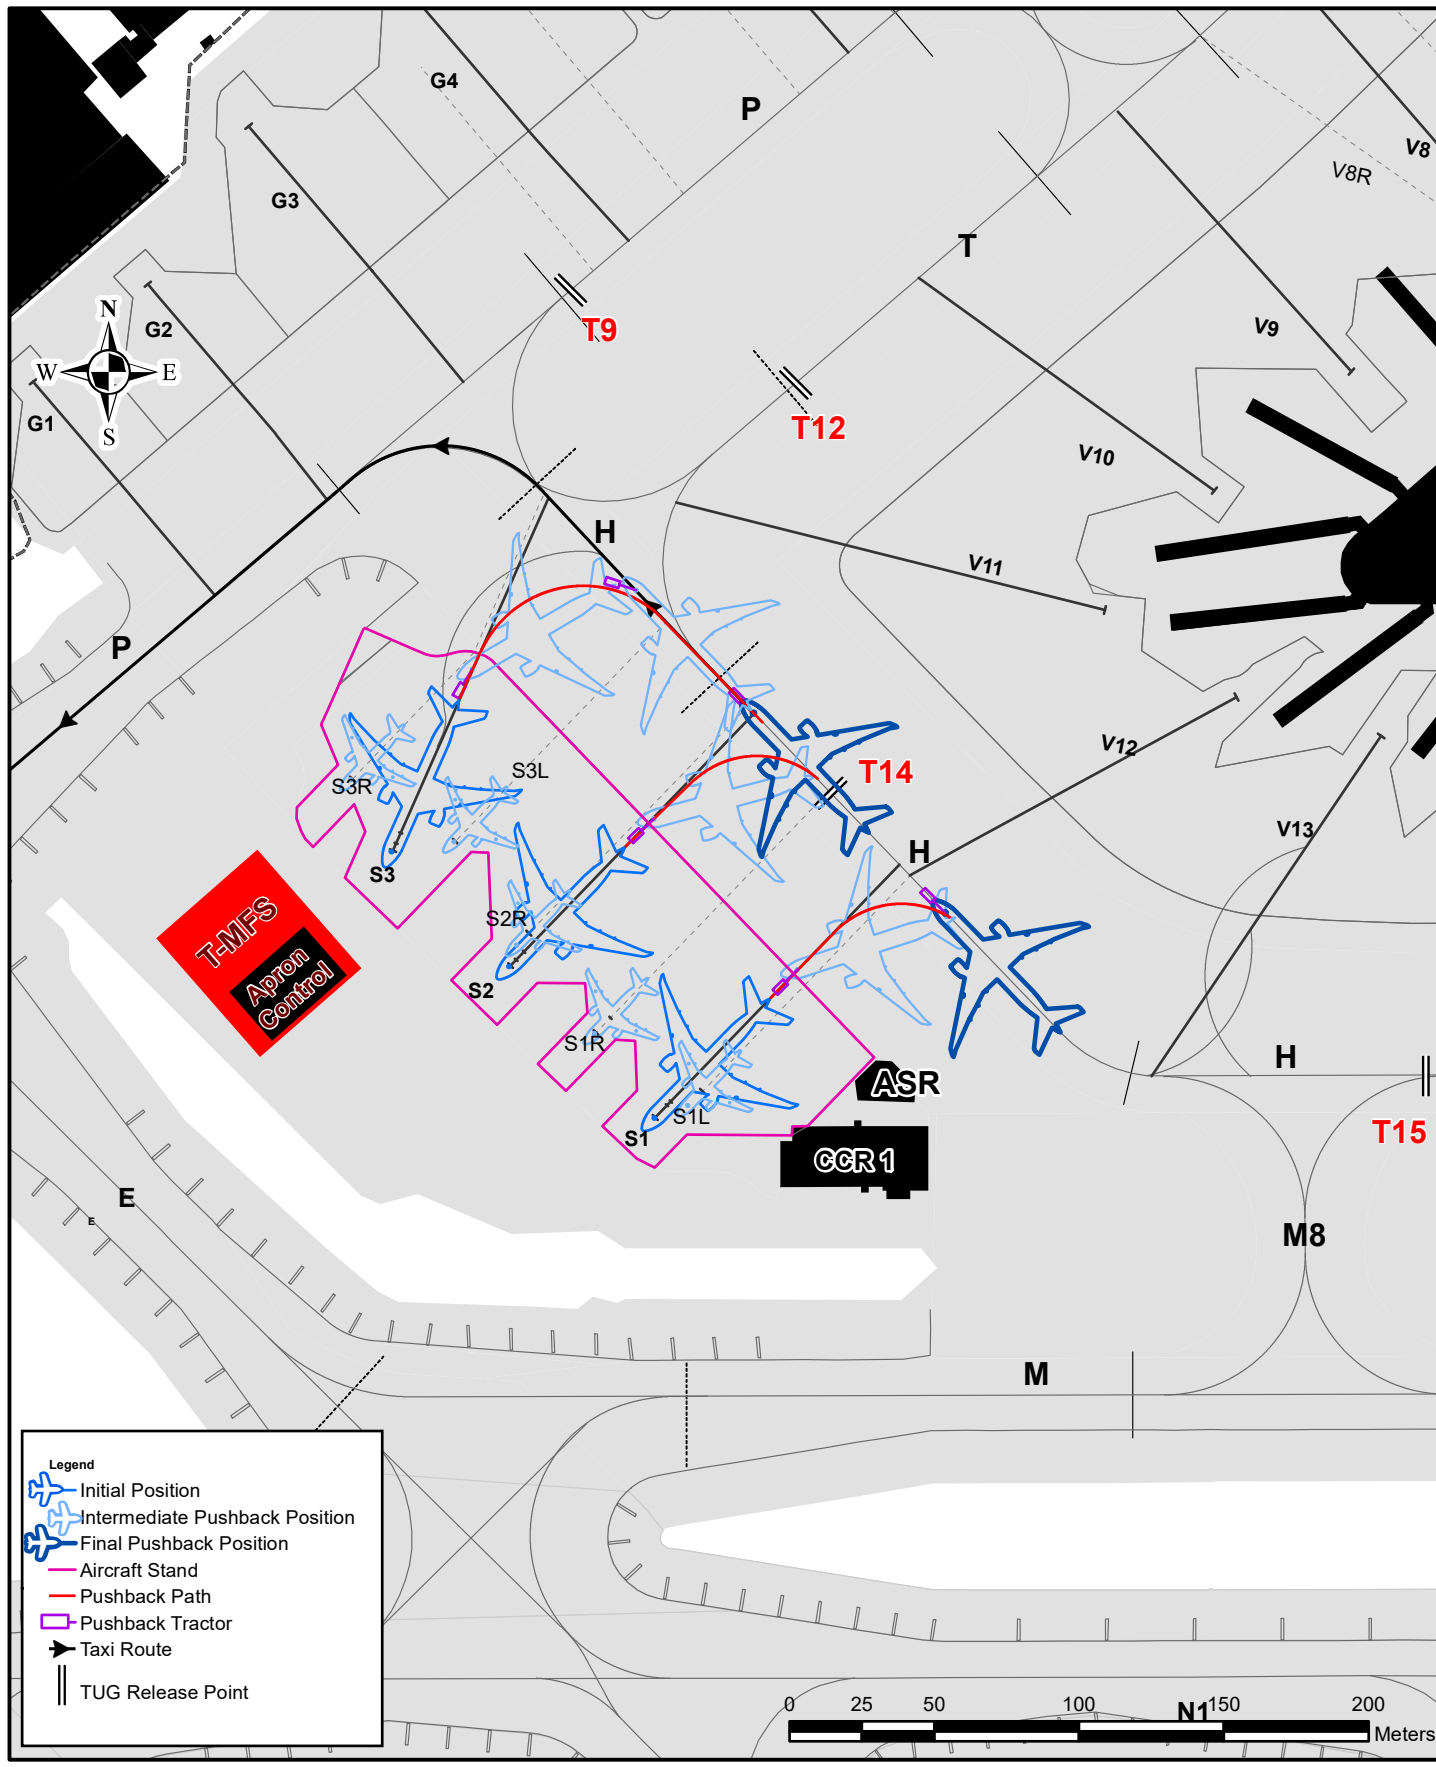 G4
P
V8
V8R
G3
T
N
G2
W
E
S
T9
V9
G1
T12
V10
H
V11
P
V12
S3L
T14
S3R
V13
H
S3
S2R
T-MFS
Apron
Control
S2
S1R
H
ASR
S1L
S1
T15
CCR 1
E
E
M8
M
Legend
Initial Position
Intermediate Pushback Position
Final Pushback Position
Aircraft Stand
Pushback Path
Pushback Tractor
Taxi Route
TUG Release Point
N1
0 25 50 100 150 200
Meters